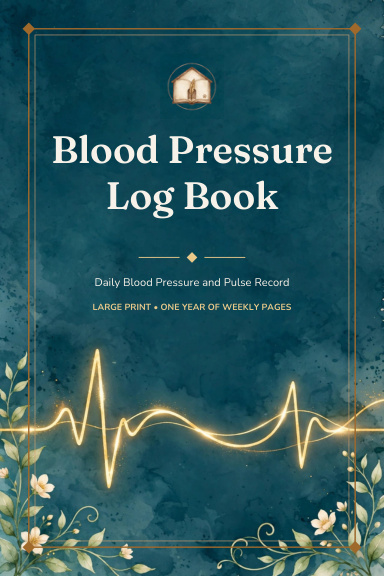 Blood Pressure
Log Book
Daily Blood Pressure and Pulse Record
LARGE PRINT • ONE YEAR OF WEEKLY PAGES